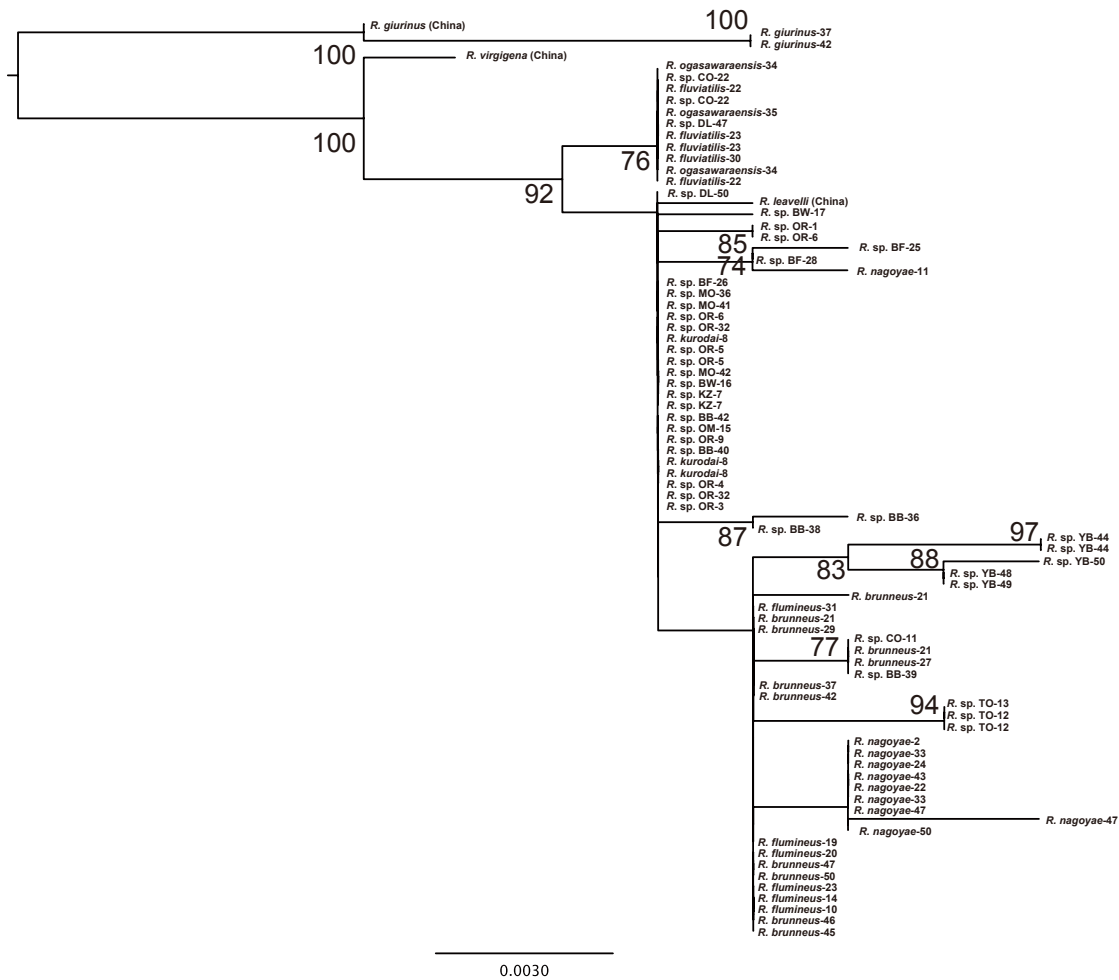 R. giurinus (China)
100
R. giurinus-37
R. giurinus-42
100
R. virgigena (China)
R. ogasawaraensis-34
R. sp. CO-22
R. fluviatilis-22
R. sp. CO-22
R. ogasawaraensis-35
R. sp. DL-47
R. fluviatilis-23
R. fluviatilis-23
R. fluviatilis-30
R. ogasawaraensis-34
R. fluviatilis-22
100
76
92
R. sp. DL-50
R. leavelli (China)
R. sp. BW-17
R. sp. OR-1
R. sp. OR-6
85
R. sp. BF-25
74
R. sp. BF-28
R. nagoyae-11
R. sp. BF-26
R. sp. MO-36
R. sp. MO-41
R. sp. OR-6
R. sp. OR-32
R. kurodai-8
R. sp. OR-5
R. sp. OR-5
R. sp. MO-42
R. sp. BW-16
R. sp. KZ-7
R. sp. KZ-7
R. sp. BB-42
R. sp. OM-15
R. sp. OR-9
R. sp. BB-40
R. kurodai-8
R. kurodai-8
R. sp. OR-4
R. sp. OR-32
R. sp. OR-3
87
R. sp. BB-36
R. sp. BB-38
97
R. sp. YB-44
R. sp. YB-44
83
88
R. sp. YB-50
R. sp. YB-48
R. sp. YB-49
R. brunneus-21
R. flumineus-31
R. brunneus-21
R. brunneus-29
77
R. sp. CO-11
R. brunneus-21
R. brunneus-27
R. sp. BB-39
R. brunneus-37
R. brunneus-42
94
R. sp. TO-13
R. sp. TO-12
R. sp. TO-12
R. nagoyae-2
R. nagoyae-33
R. nagoyae-24
R. nagoyae-43
R. nagoyae-22
R. nagoyae-33
R. nagoyae-47
R. nagoyae-47
R. nagoyae-50
R. flumineus-19
R. flumineus-20
R. brunneus-47
R. brunneus-50
R. flumineus-23
R. flumineus-14
R. flumineus-10
R. brunneus-46
R. brunneus-45
0.0030